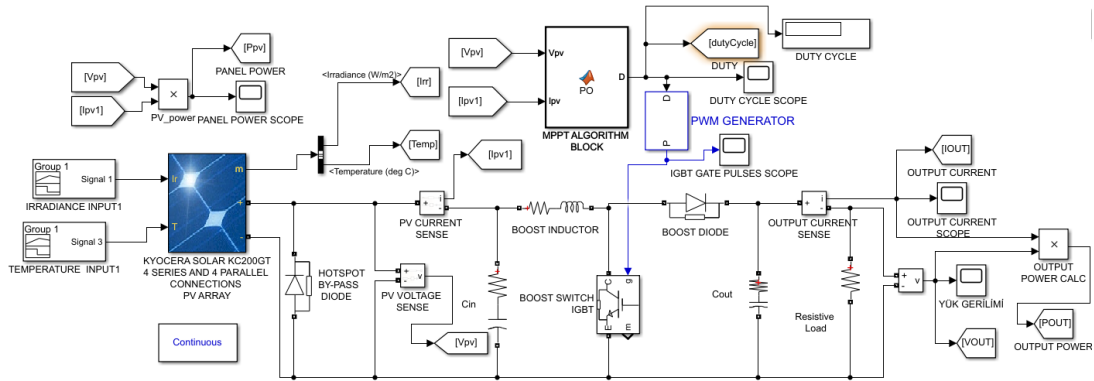 [Ppv]
PANEL POWER
[Vpv]
[Ipv1]
×
PV_power
PANEL POWER SCOPE
<Irradiance (W/m2)>
[Irr]
[Temp]
<Temperature (deg C)>
[Vpv]
[Ipv1]
Vpv
Ipv
PO
D
MPPT ALGORITHM
BLOCK
[dutyCycle]
DUTY
DUTY CYCLE
DUTY CYCLE SCOPE
D
P
PWM GENERATOR
IGBT GATE PULSES SCOPE
Group 1
Signal 1
IRRADIANCE INPUT1
Group 1
Signal 3
TEMPERATURE INPUT1
Ir
T
m
+
-
KYOCERA SOLAR KC200GT
4 SERIES AND 4 PARALLEL
CONNECTIONS
PV ARRAY
[Ipv1]
+
-
i
PV CURRENT
SENSE
BOOST INDUCTOR
BOOST DIODE
+
-
i
OUTPUT CURRENT
SENSE
[IOUT]
OUTPUT CURRENT
OUTPUT CURRENT
SCOPE
×
OUTPUT
POWER CALC
HOTSPOT
BY-PASS
DIODE
+
-
v
PV VOLTAGE
SENSE
[Vpv]
Cin
BOOST SWITCH
IGBT
C
g
E
m
Cout
Resistive
Load
+
-
v
YÜK GERİLİMİ
[VOUT]
[POUT]
OUTPUT POWER
Continuous